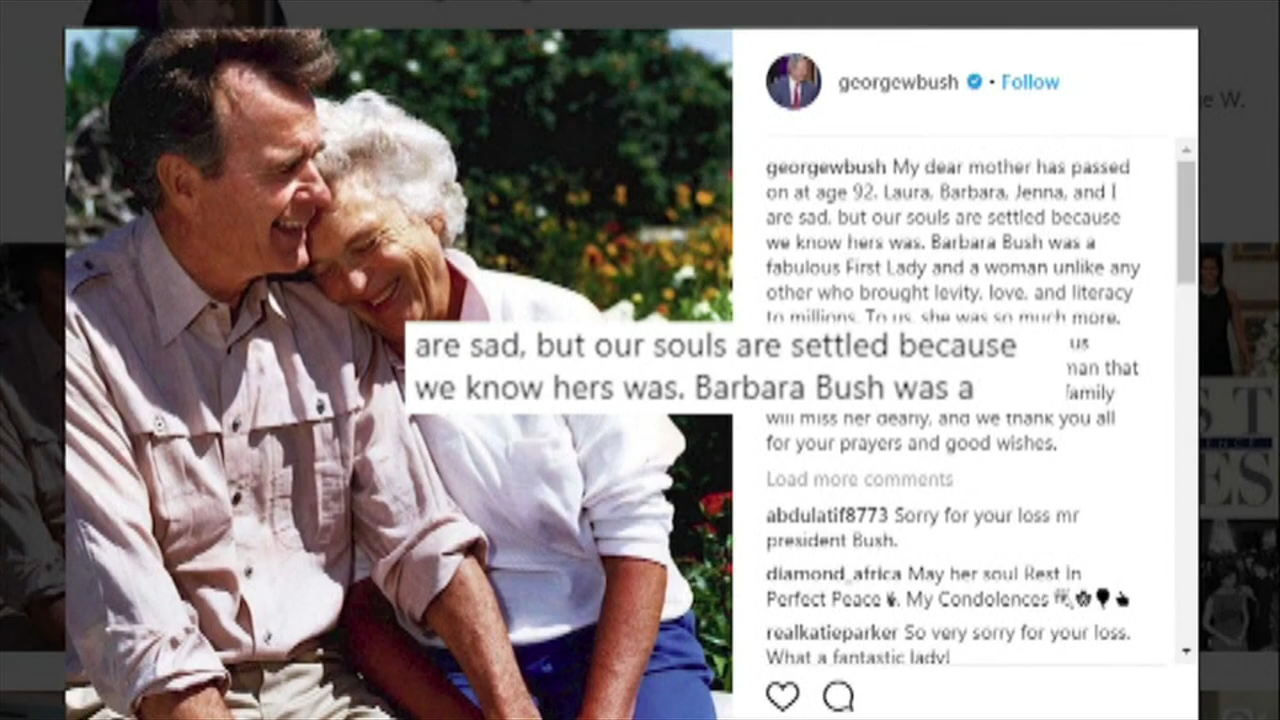 georgewbush • Follow
e W.
georgewbush My dear mother has passed
on at age 92. Laura, Barbara, Jenna, and I
are sad, but our souls are settled because
we know hers was. Barbara Bush was a
fabulous First Lady and a woman unlike any
other who brought levity, love, and literacy
to millions. To us, she was so much more.
us
man that
family
will miss her dearly, and we thank you all
for your prayers and good wishes.
are sad, but our souls are settled because
we know hers was. Barbara Bush was a
Load more comments
abdulatif8773 Sorry for your loss mr
president Bush.
diamond_africa May her soul Rest In
Perfect Peace. My Condolences
realkatieparker So very sorry for your loss.
What a fantastic lady!
S T
ES